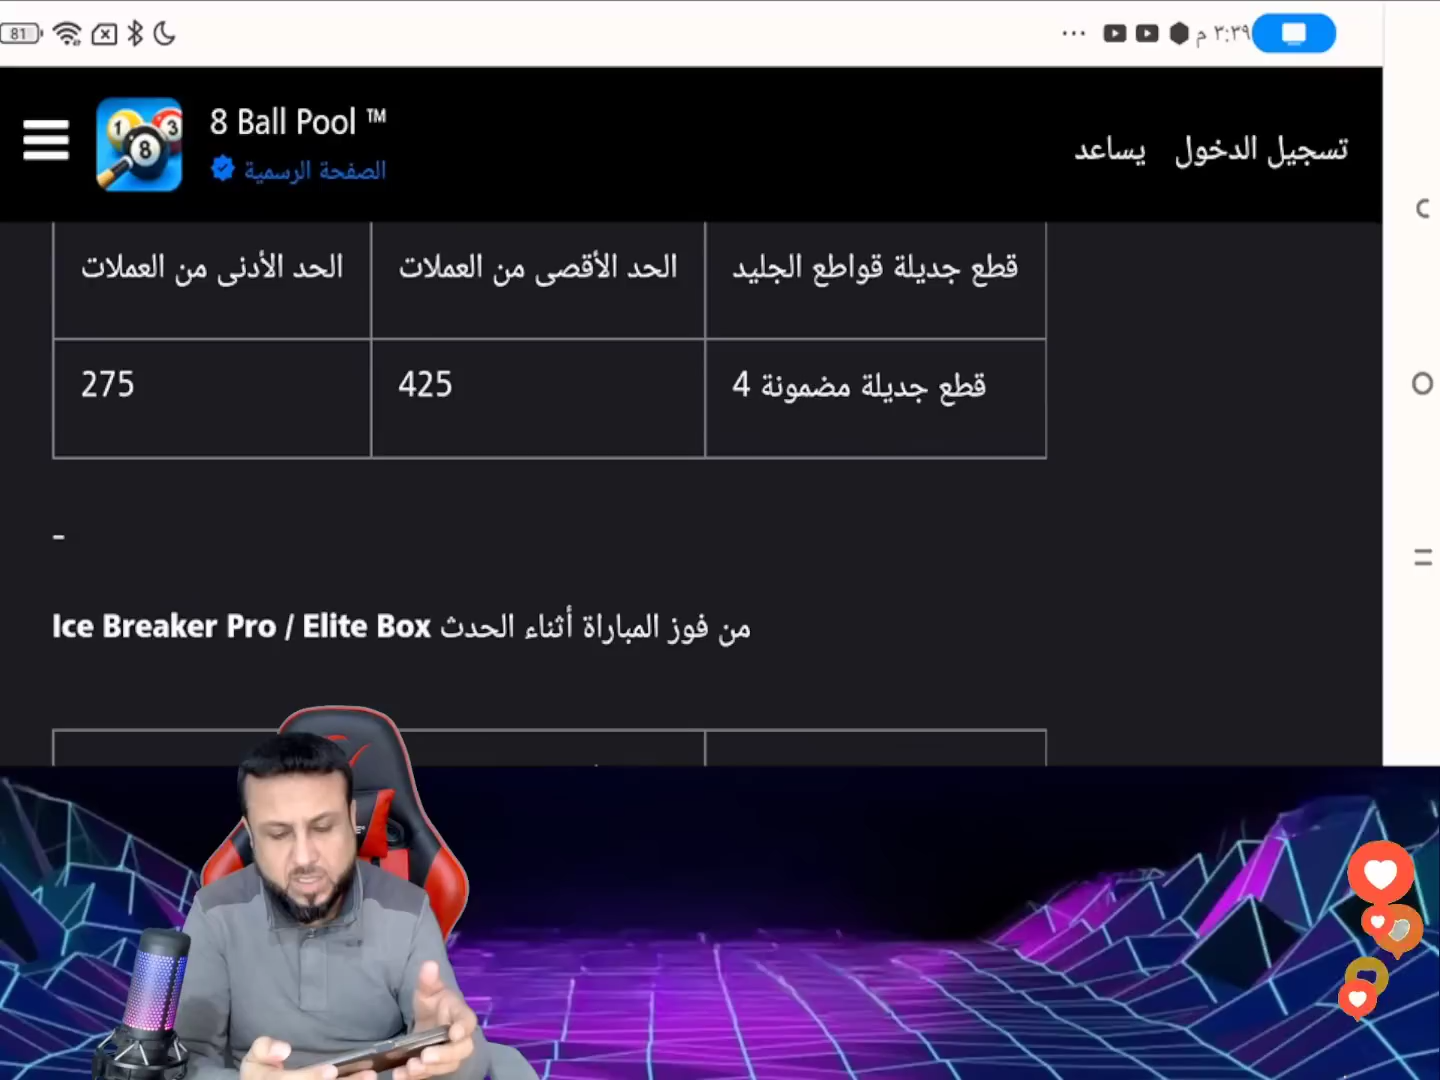 81
٣:٣٩ م
8 Ball Pool ™
الصفحة الرسمية
تسجيل الدخول
يساعد
قطع جديلة قواطع الجليد
الحد الأقصى من العملات
الحد الأدنى من العملات
قطع جديلة مضمونة 4
425
275
-
Ice Breaker Pro / Elite Box من فوز المباراة أثناء الحدث